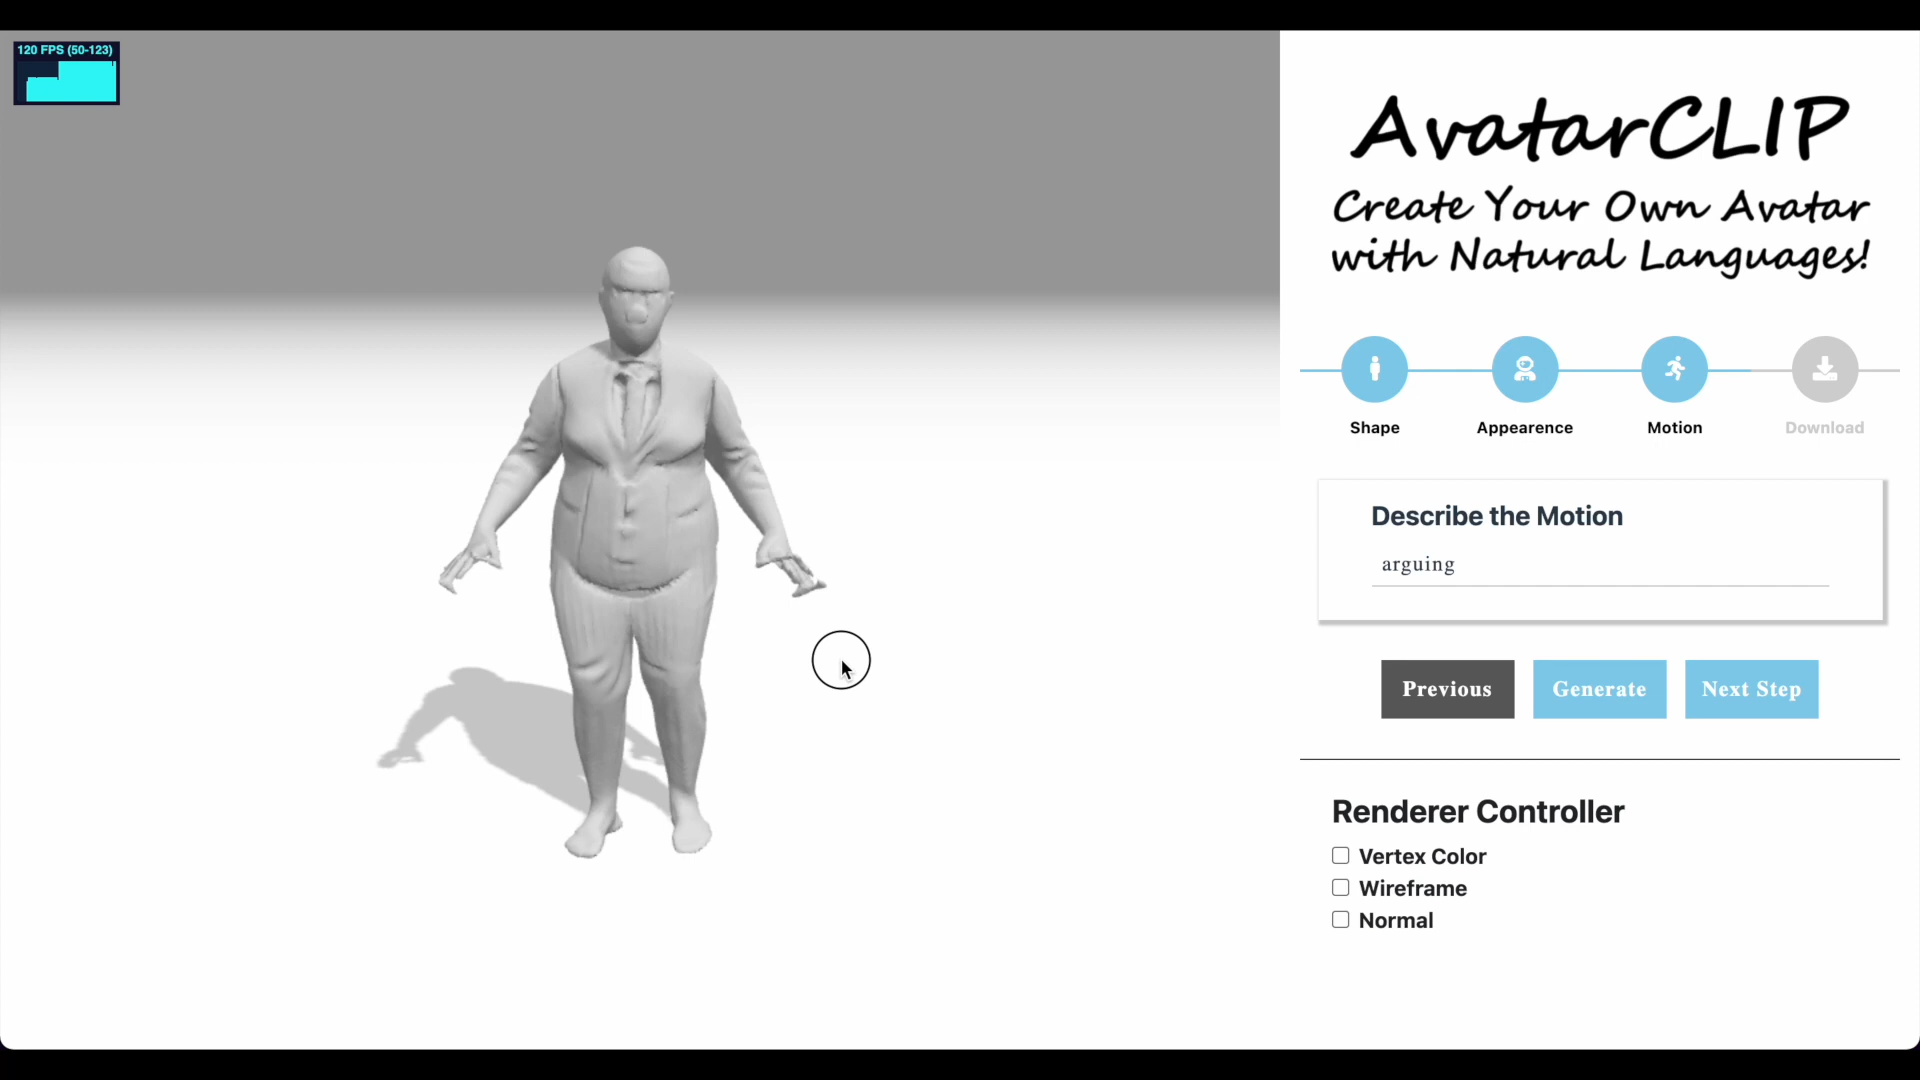 120 FPS (50-123)
AvatarCLIP
Create Your Own Avatar
with Natural Languages!
Shape
Appearence
Motion
Download
Describe the Motion
arguing
Previous
Generate
Next Step
Renderer Controller
Vertex Color
Wireframe
Normal